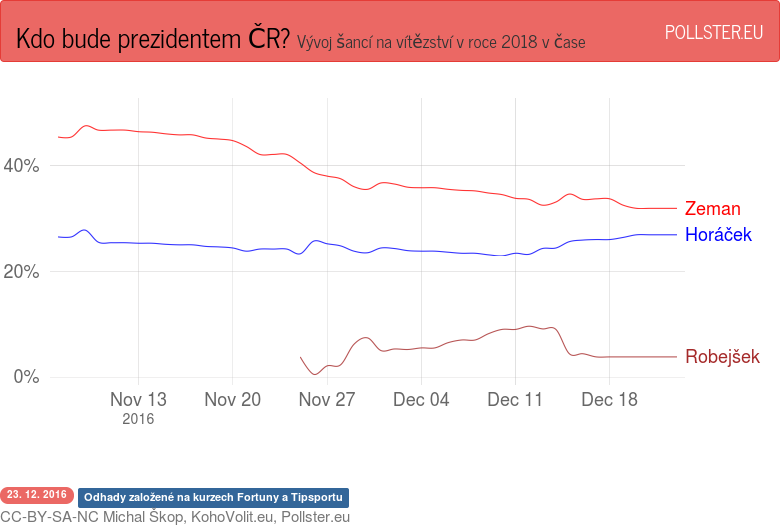 Kdo bude prezidentem ČR? Vývoj šancí na vítězství v roce 2018 v čase
POLLSTER.EU
40%
20%
0%
Zeman
Horáček
Robejšek
Nov 13
2016
Nov 20
Nov 27
Dec 04
Dec 11
Dec 18
23. 12. 2016
Odhady založené na kurzech Fortuny a Tipsportu
CC-BY-SA-NC Michal Škop, KohoVolit.eu, Pollster.eu